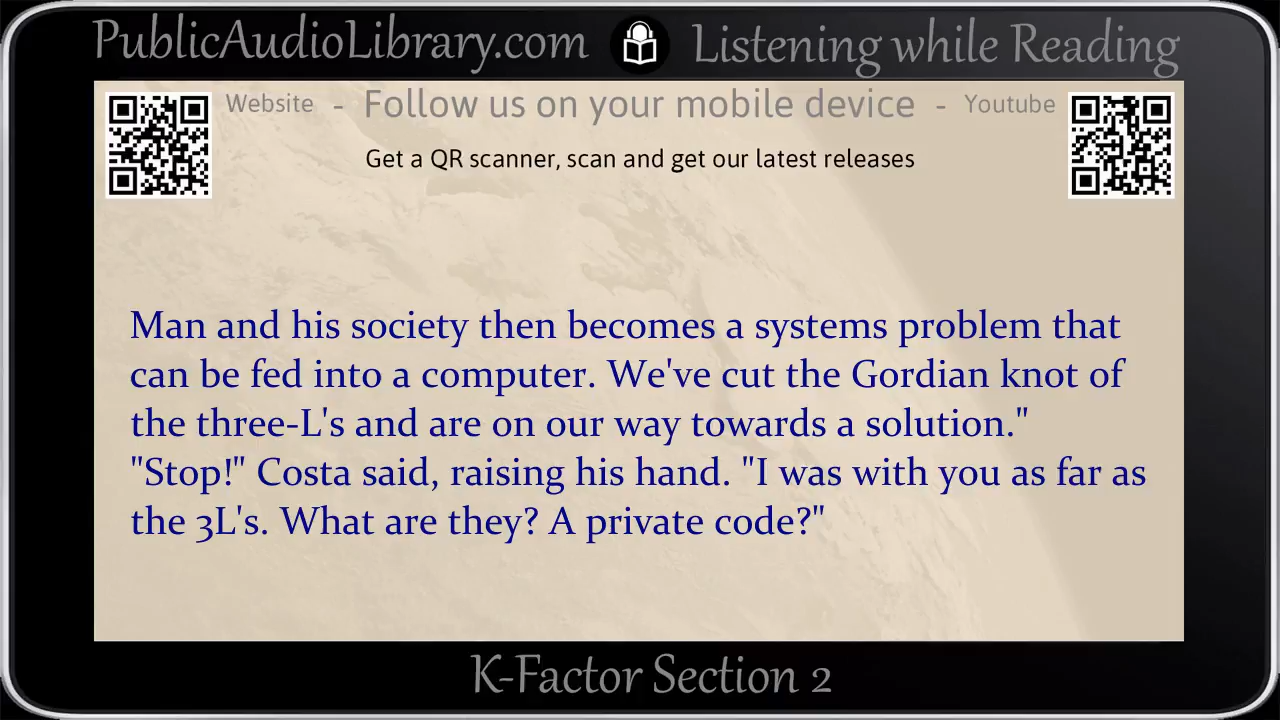 PublicAudioLibrary.com Listening while Reading
Website - Follow us on your mobile device - Youtube
Get a QR scanner, scan and get our latest releases
Man and his society then becomes a systems problem that
can be fed into a computer. We've cut the Gordian knot of
the three-L's and are on our way towards a solution."
"Stop!" Costa said, raising his hand. "I was with you as far as
the 3L's. What are they? A private code?"
K-Factor Section 2